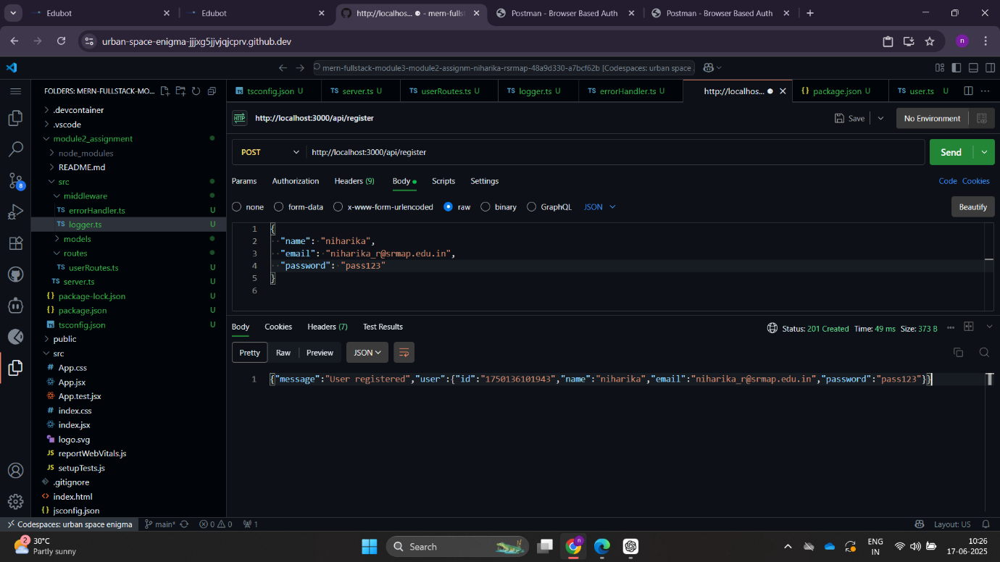 Edubot
Edubot
http://localhos... ● - mern-fulls
Postman - Browser Based Auth
Postman - Browser Based Auth
urban-space-enigma-jjjxg5jjvjqjcprv.github.dev
n
mern-fullstack-module3-module2-assignm-niharika-rsrmap-48a9d330-a7bcf62b [Codespaces: urban space
FOLDERS: MERN-FULLSTACK-MO...
TS tsconfig.json U
TS server.ts U
TS userRoutes.ts U
TS logger.ts U
TS errorHandler.ts U
http://localhos...
{} package.json U
TS user.ts U
.devcontainer
.vscode
module2_assignment
node_modules
README.md
src
middleware
TS errorHandler.ts U
TS logger.ts U
models
routes
TS userRoutes.ts U
TS server.ts U
{} package-lock.json U
{} package.json U
TS tsconfig.json U
public
src
# App.css
App.jsx
App.test.jsx
# index.css
index.jsx
logo.svg
JS reportWebVitals.js
JS setupTests.js
.gitignore
<> index.html
{} jsconfig.json
8
HTTP http://localhost:3000/api/register
Save
No Environment
POST http://localhost:3000/api/register
Send
Params Authorization Headers (9) Body Scripts Settings
Code Cookies
none form-data x-www-form-urlencoded raw binary GraphQL JSON
Beautify
1 {
2 "name": "niharika",
3 "email": "niharika_r@srmap.edu.in",
4 "password": "pass123"
5 }
6
Body Cookies Headers (7) Test Results
Status: 201 Created Time: 49 ms Size: 373 B
Pretty Raw Preview JSON
1 {"message":"User registered","user":{"id":"1750136101943","name":"niharika","email":"niharika_r@srmap.edu.in","password":"pass123"}}
Codespaces: urban space enigma
main*
0 0
1
Layout: US
2
30°C
Partly sunny
Search
n
ENG
IN
10:26
17-06-2025